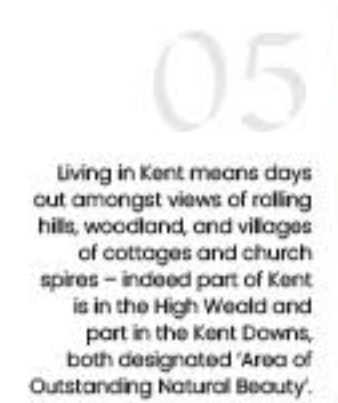 05
Living in Kent means days
out amongst views of rolling
hills, woodland, and villages
of cottages and church
spires – indeed part of Kent
is in the High Weald and
part in the Kent Downs,
both designated 'Area of
Outstanding Natural Beauty'.